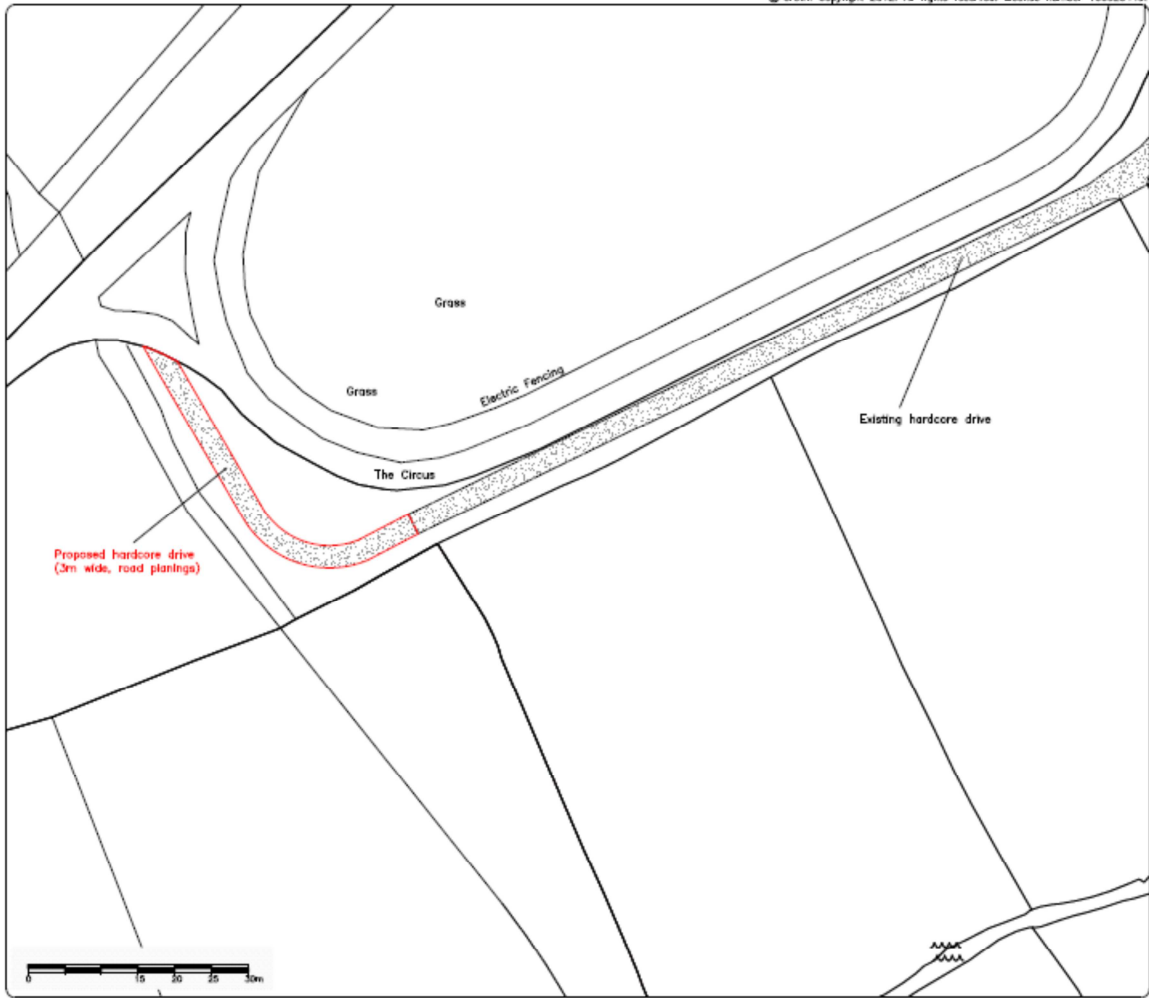 Grass
Grass
Electric Fencing
Existing hardcore drive
The Circus
Proposed hardcore drive
(3m wide, road planings)
0 15 20 25 30m